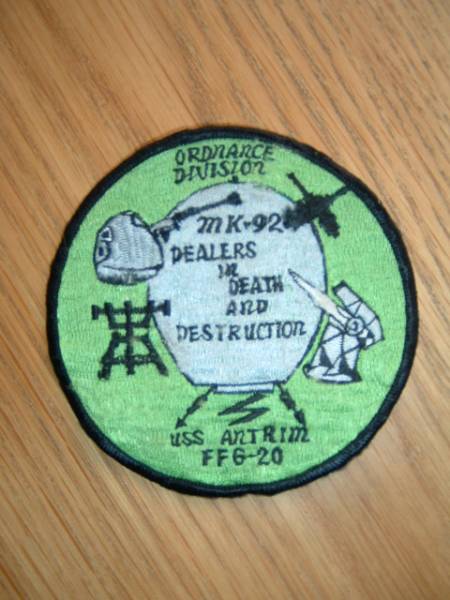 ORDNANCE
DIVISION
MK-92
DEALERS
IN
DEATH
AND
DESTRUCTION
USS ANTRIM
FFG-20